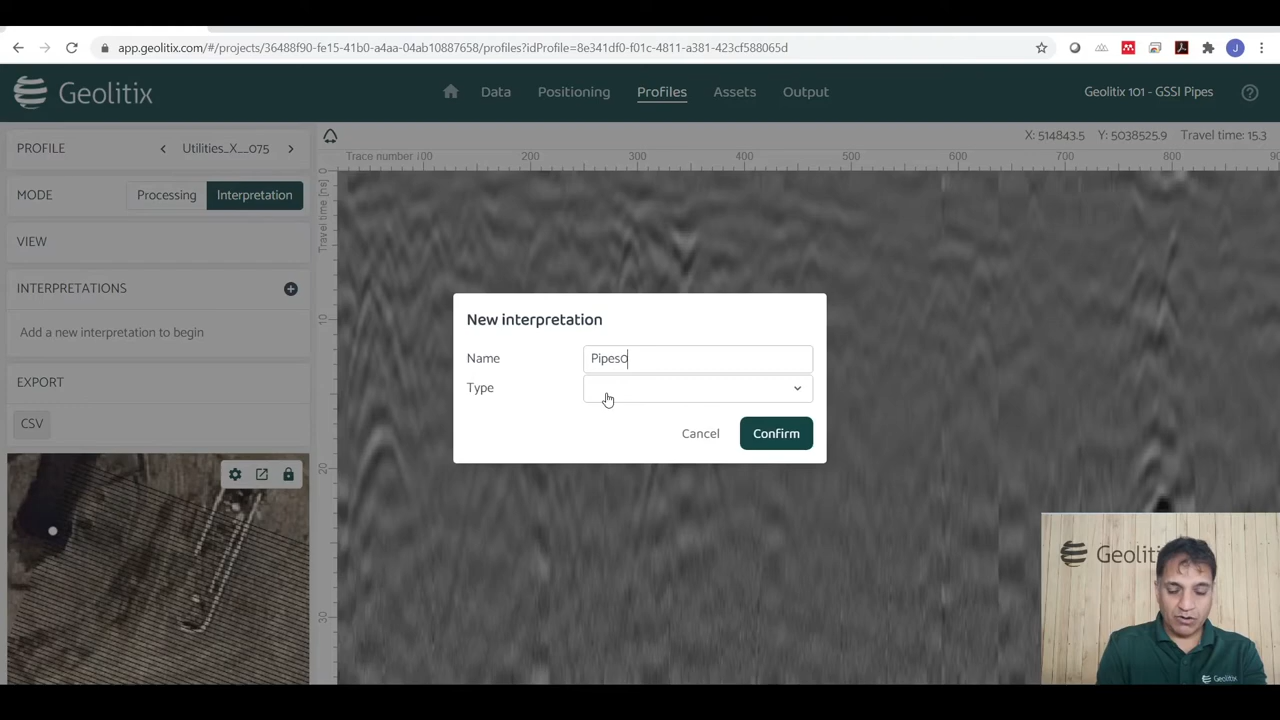 app.geolitix.com/#/projects/36488f90-fe15-41b0-a4aa-04ab10887658/profiles?idProfile=8e341df0-f01c-4811-a381-423cf588065d
J
Geolitix
Data
Positioning
Profiles
Assets
Output
Geolitix 101 - GSSI Pipes
PROFILE
Utilities_X__075
X: 514843.5
Y: 5038525.9
Travel time: 15.3
Trace number
100
200
300
400
500
600
700
800
MODE
Processing
Interpretation
Travel time [ns]
0
10
20
30
VIEW
INTERPRETATIONS
Add a new interpretation to begin
EXPORT
CSV
New interpretation
Name
Pipes0
Type
Cancel
Confirm
Geolitix